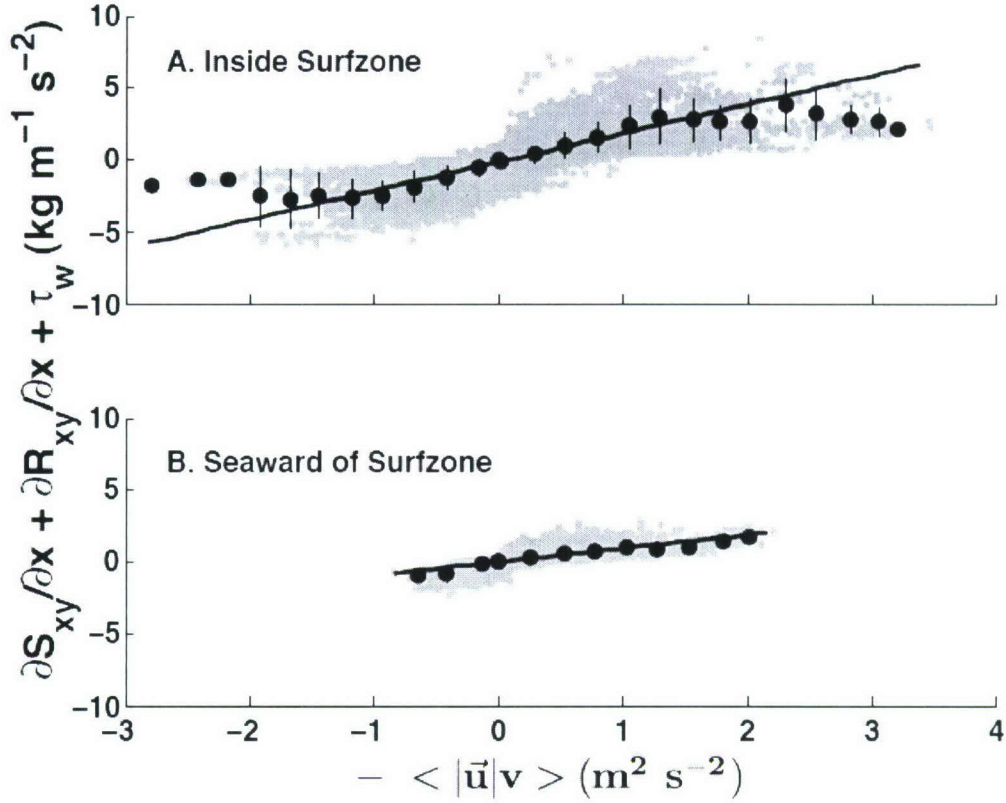 ∂Sxy/∂x + ∂Rxy/∂x + τw (kg m−1 s−2)
10
A. Inside Surfzone
5
0
−5
−10
10
B. Seaward of Surfzone
5
0
−5
−10
−3 −2 −1 0 1 2 3 4
− < |u⃗|v > (m² s⁻²)